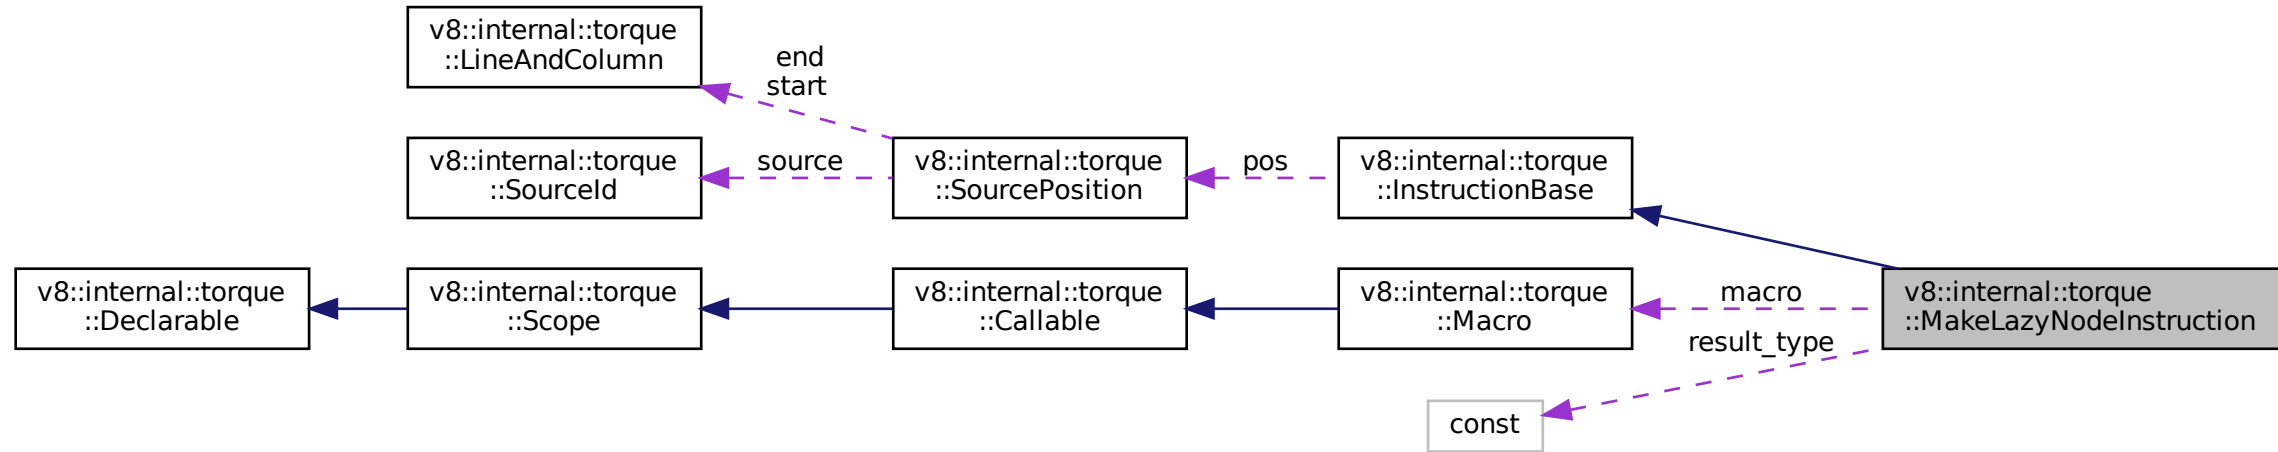 v8::internal::torque
::LineAndColumn
end
start
v8::internal::torque
::SourceId
source
v8::internal::torque
::SourcePosition
pos
v8::internal::torque
::InstructionBase
v8::internal::torque
::Declarable
v8::internal::torque
::Scope
v8::internal::torque
::Callable
v8::internal::torque
::Macro
macro
v8::internal::torque
::MakeLazyNodeInstruction
result_type
const